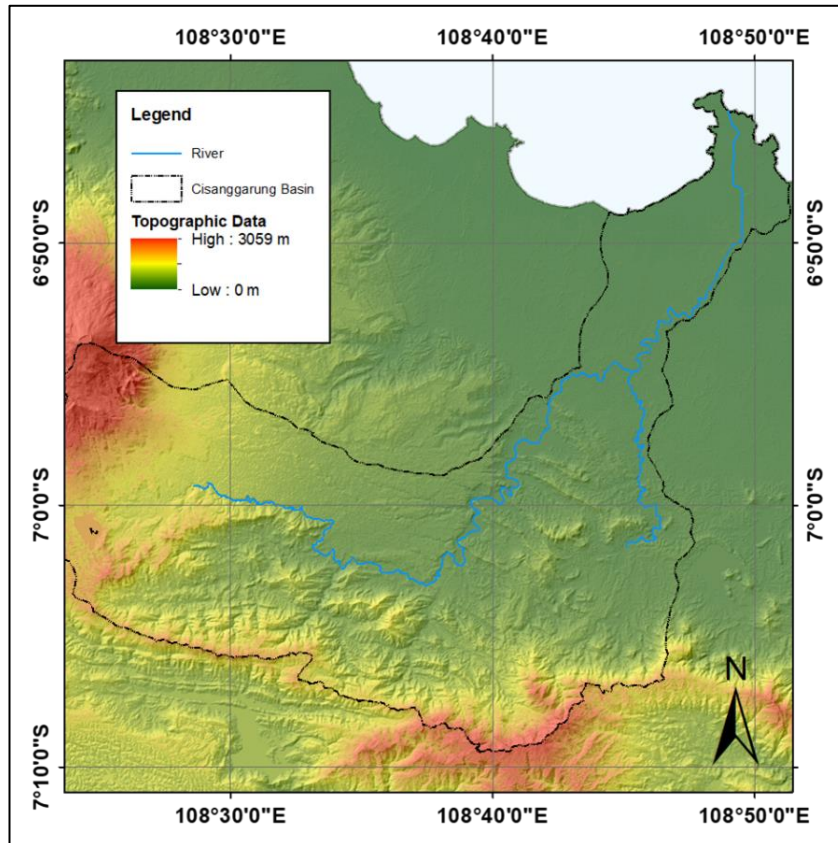 108°30'0"E 108°40'0"E 108°50'0"E
Legend
River
Cisanggarung Basin
Topographic Data
High : 3059 m
Low : 0 m
6°50'0"S 6°50'0"S
7°0'0"S 7°0'0"S
N
7°10'0"S 7°10'0"S
108°30'0"E 108°40'0"E 108°50'0"E